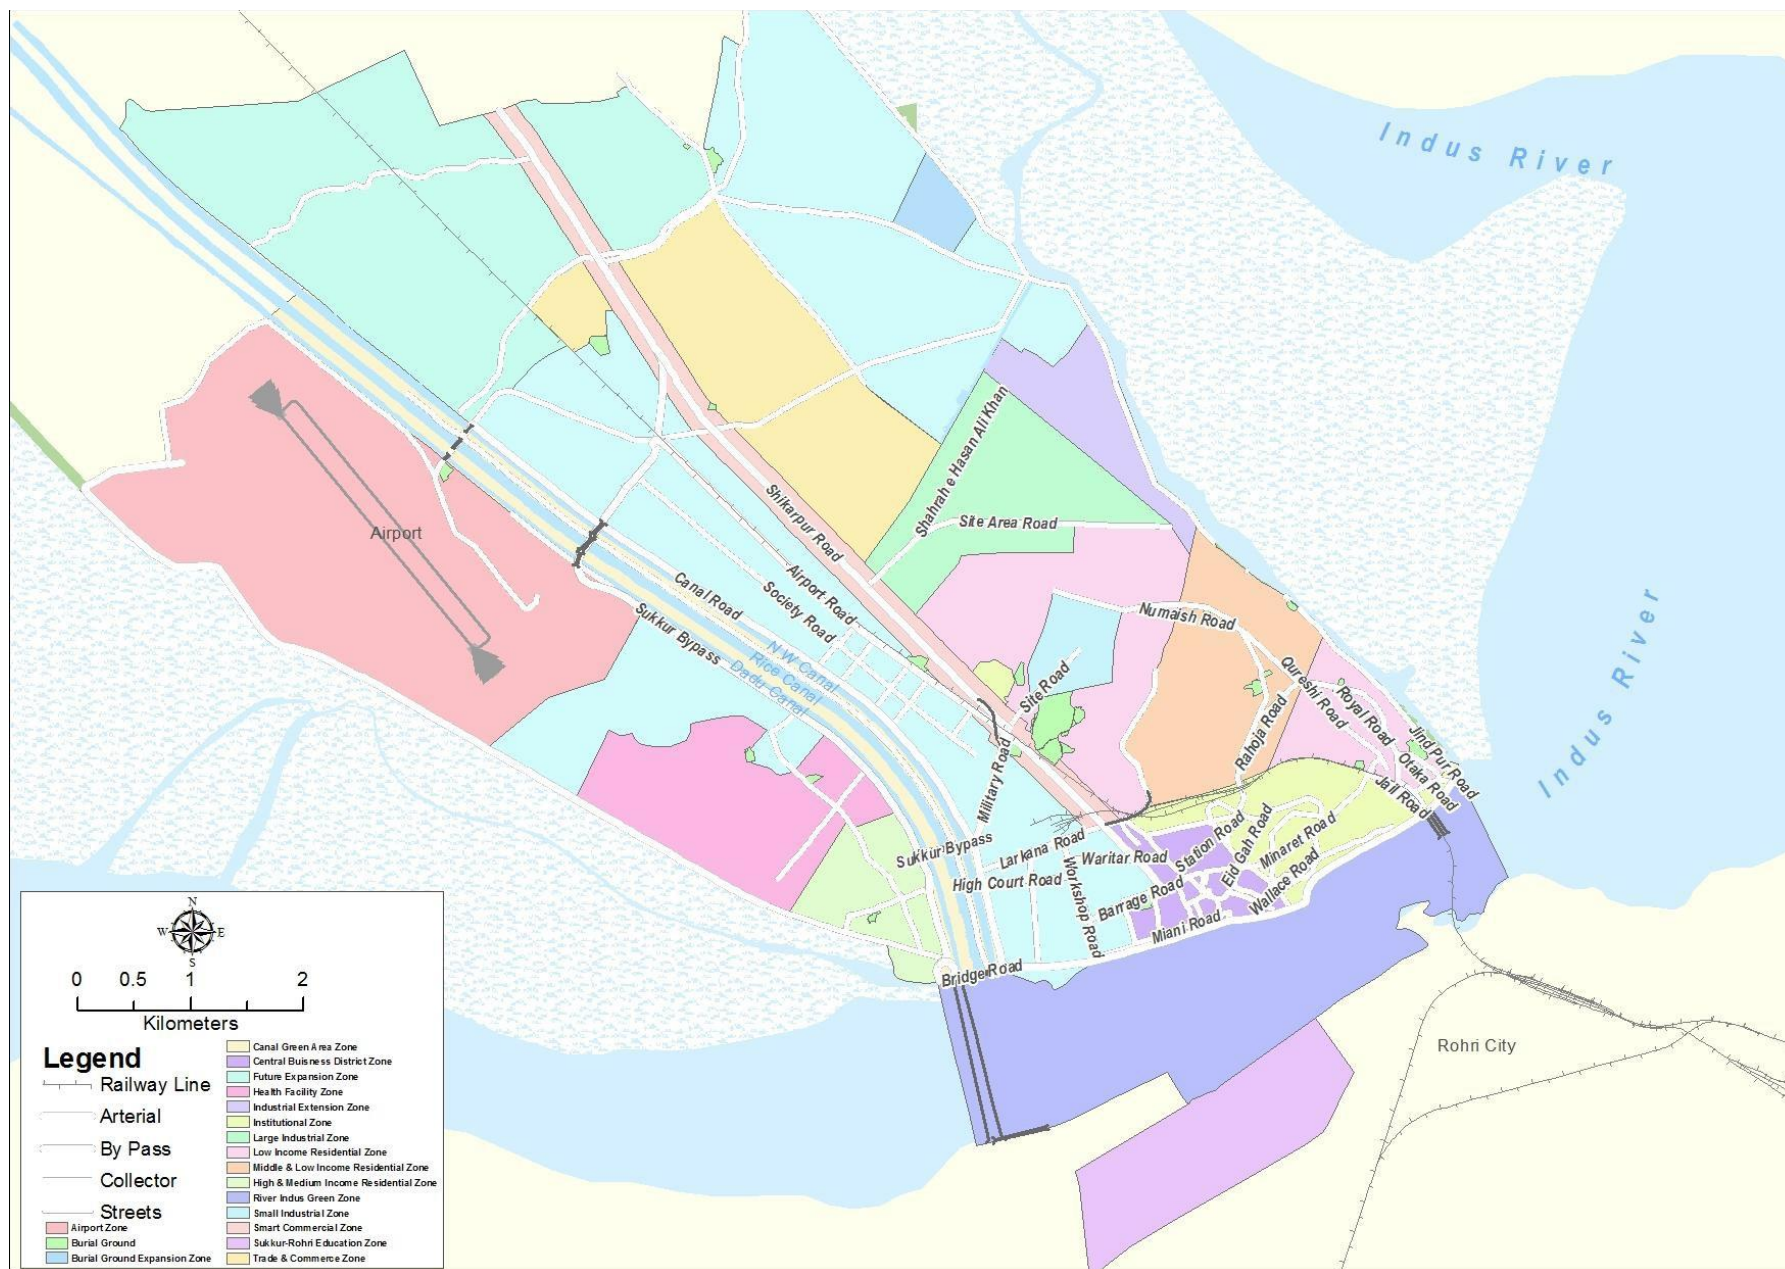 Indus River
Indus River
Airport
Shahrah e Hasan Ali Khan
Site Area Road
Shikarpur Road
Airport Road
Society Road
Canal Road
Sukkur Bypass
N W Canal
Rice Canal
Dadu Canal
Numaish Road
Site Road
Qureshi Road
Royal Road
Rahoja Road
Jind Pur Road
Otaka Road
Jail Road
Military Road
Sukkur Bypass
Larkana Road
Waritar Road
High Court Road
Workshop Road
Station Road
Eid Gah Road
Minaret Road
Wallace Road
Barrage Road
Miani Road
Bridge Road
Rohri City
N
W E
S
0 0.5 1 2
Kilometers
Legend
Railway Line
Arterial
By Pass
Collector
Streets
Airport Zone
Burial Ground
Burial Ground Expansion Zone
Canal Green Area Zone
Central Buisness District Zone
Future Expansion Zone
Health Facility Zone
Industrial Extension Zone
Institutional Zone
Large Industrial Zone
Low Income Residential Zone
Middle & Low Income Residential Zone
High & Medium Income Residential Zone
River Indus Green Zone
Small Industrial Zone
Smart Commercial Zone
Sukkur-Rohri Education Zone
Trade & Commerce Zone